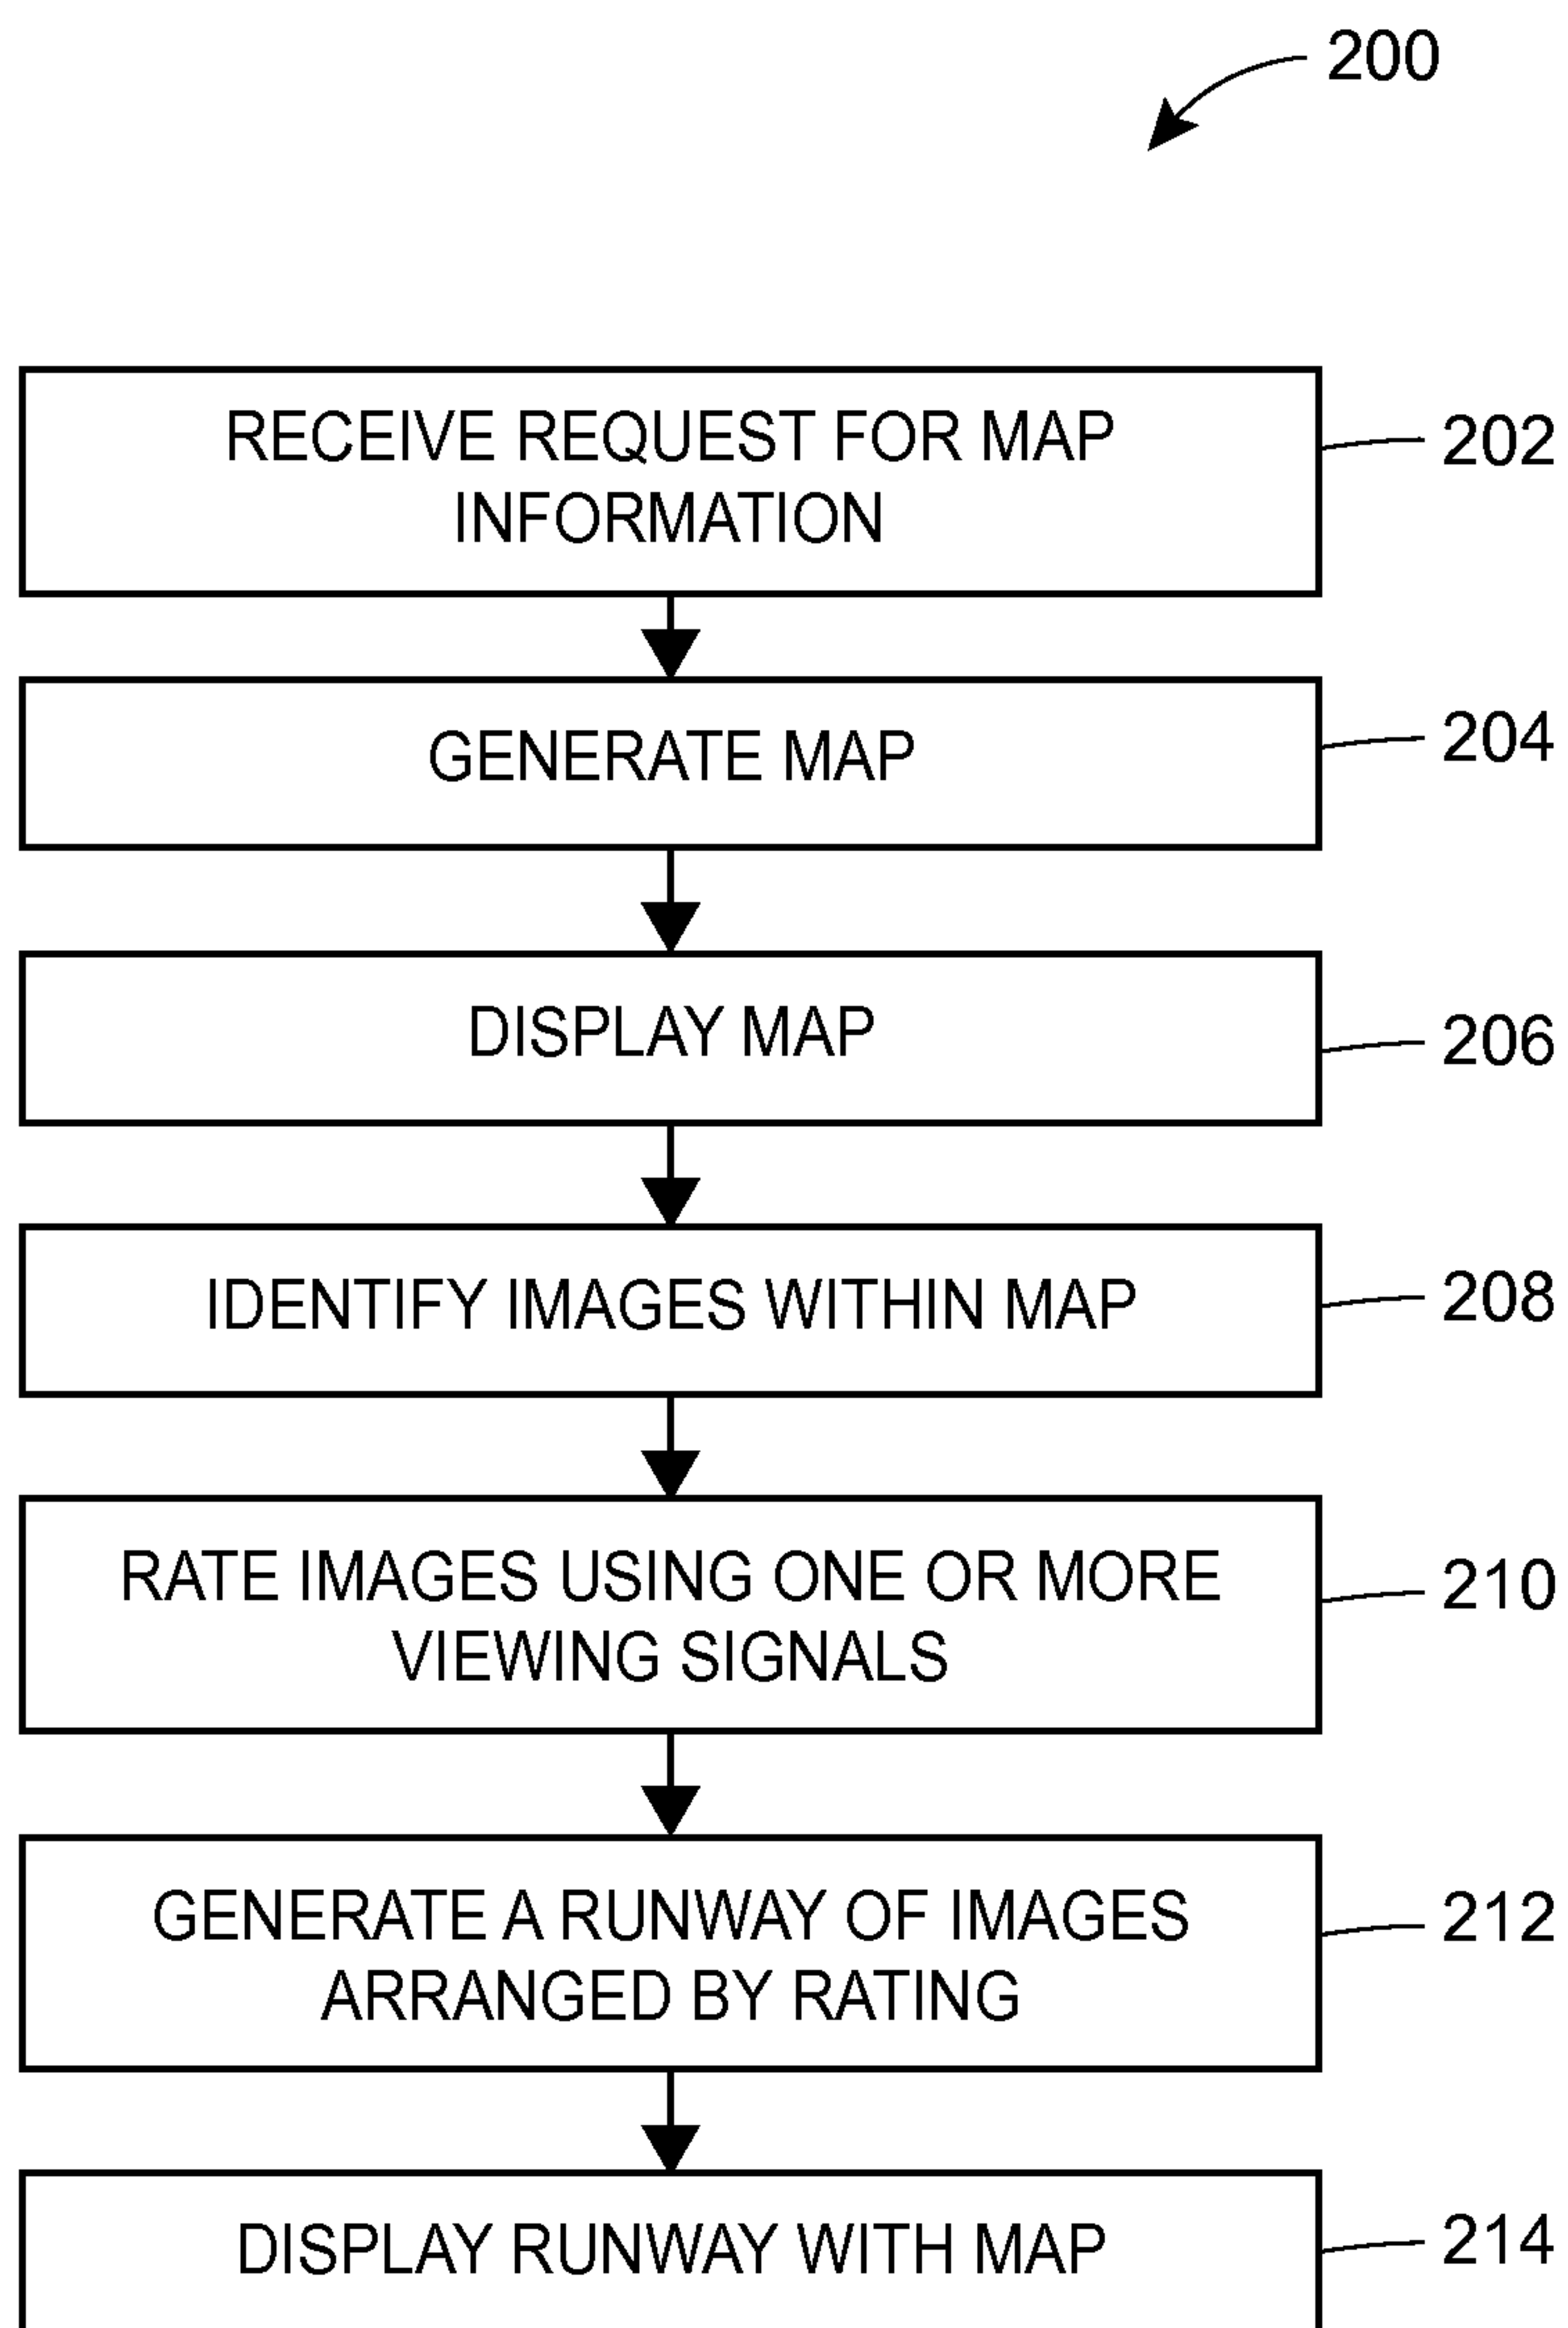 200
RECEIVE REQUEST FOR MAP
INFORMATION
202
GENERATE MAP
204
DISPLAY MAP
206
IDENTIFY IMAGES WITHIN MAP
208
RATE IMAGES USING ONE OR MORE
VIEWING SIGNALS
210
GENERATE A RUNWAY OF IMAGES
ARRANGED BY RATING
212
DISPLAY RUNWAY WITH MAP
214